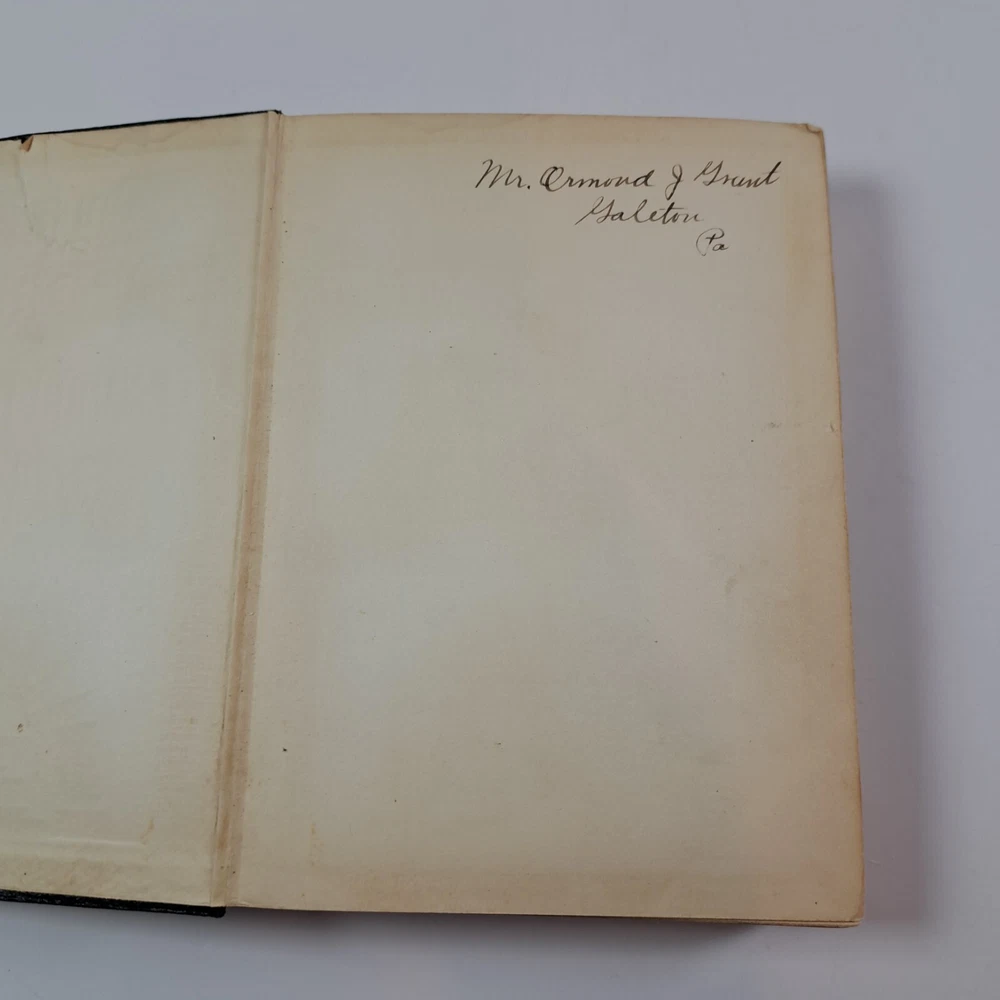 Mr. Ormond J Grant
Galeton
Pa